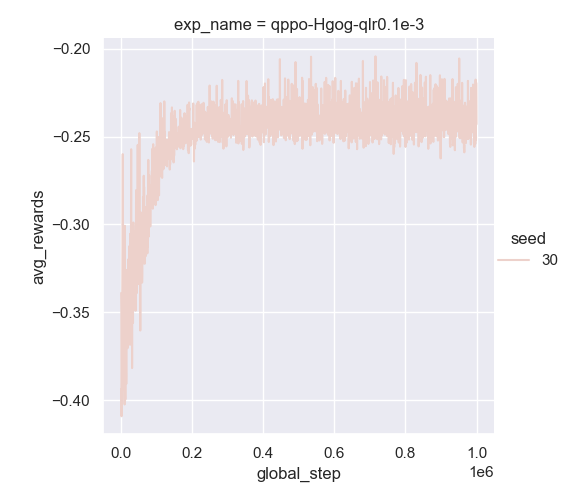 exp_name = qppo-Hgog-qlr0.1e-3
−0.20
−0.25
−0.30
−0.35
−0.40
avg_rewards
0.0 0.2 0.4 0.6 0.8 1.0
1e6
global_step
seed
30